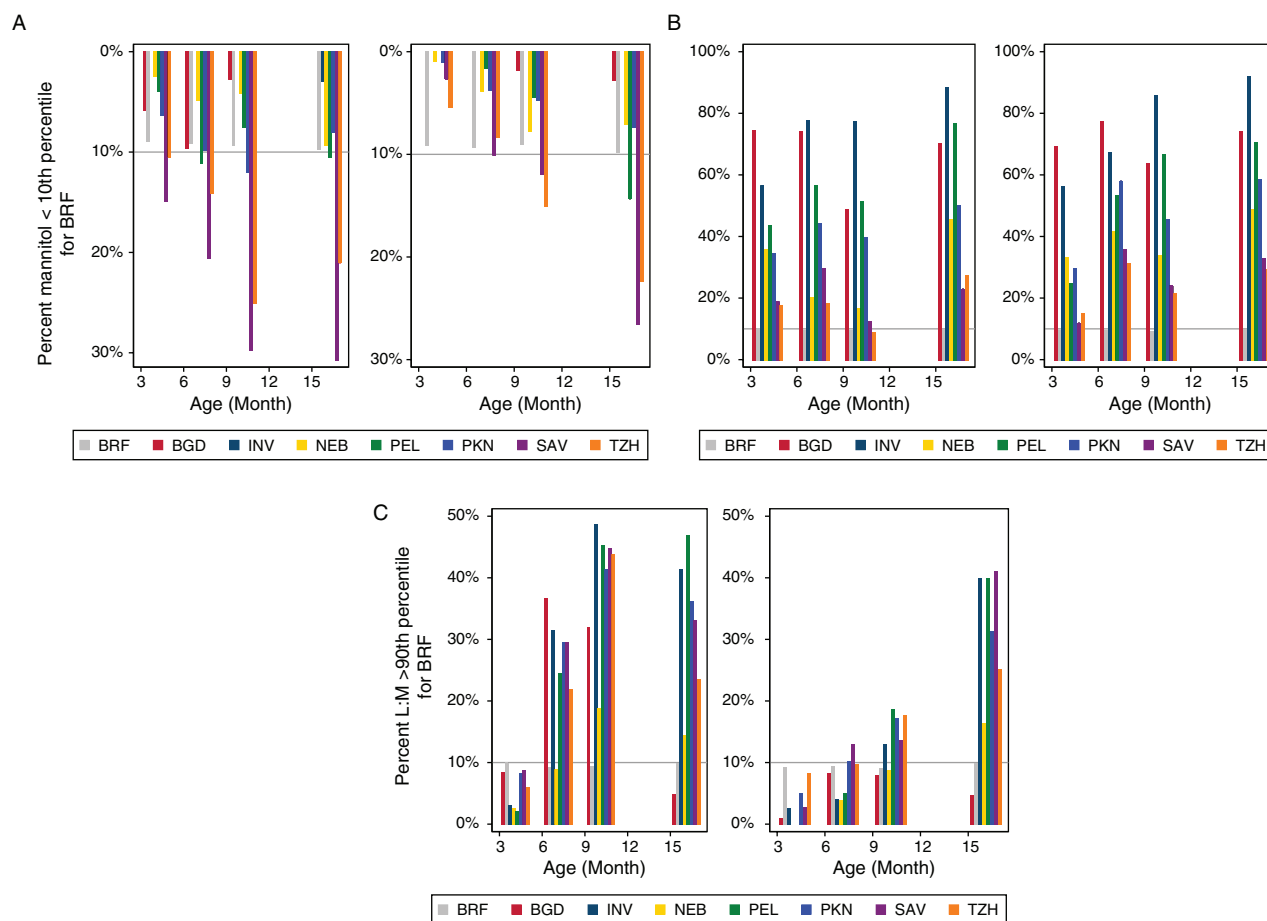 A
Percent mannitol < 10th percentile
for BRF
0%
10%
20%
30%
3 6 9 12 15
Age (Month)
0%
10%
20%
30%
3 6 9 12 15
Age (Month)
BRF BGD INV NEB PEL PKN SAV TZH
B
100%
80%
60%
40%
20%
0%
3 6 9 12 15
Age (Month)
100%
80%
60%
40%
20%
0%
3 6 9 12 15
Age (Month)
BRF BGD INV NEB PEL PKN SAV TZH
C
Percent L:M >90th percentile
for BRF
50%
40%
30%
20%
10%
0%
3 6 9 12 15
Age (Month)
50%
40%
30%
20%
10%
0%
3 6 9 12 15
Age (Month)
BRF BGD INV NEB PEL PKN SAV TZH